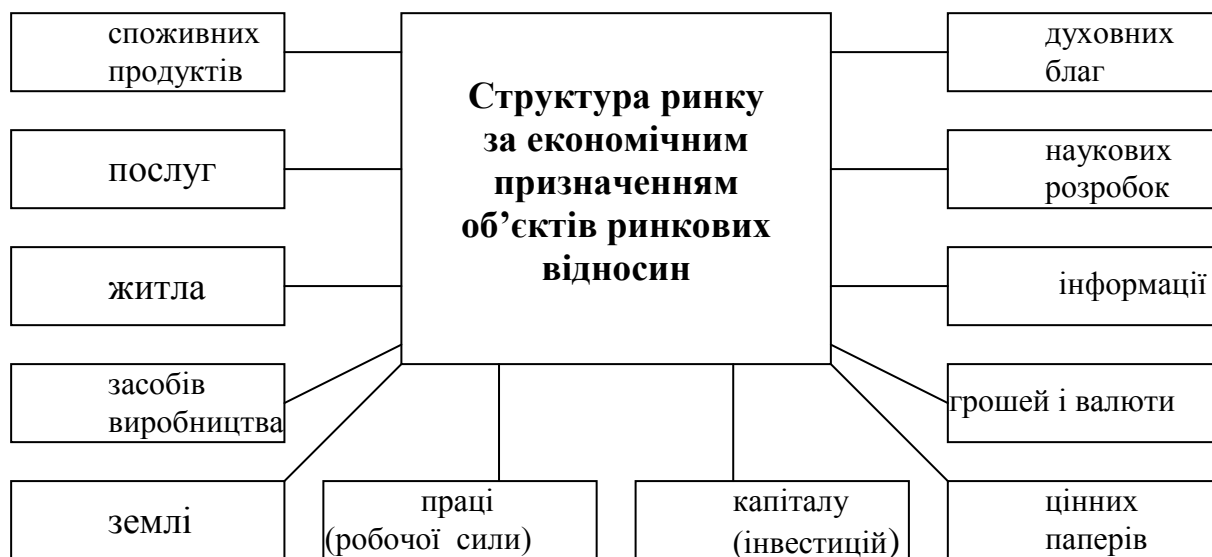 споживних
продуктів
Структура ринку
за економічним
призначенням
об’єктів ринкових
відносин
духовних
благ
послуг
наукових
розробок
житла
інформації
засобів
виробництва
грошей і валюти
землі
праці
(робочої сили)
капіталу
(інвестицій)
цінних
паперів